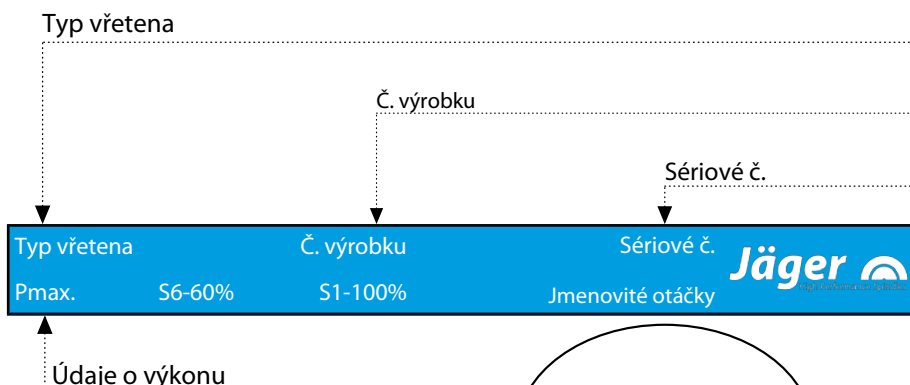 Typ vřetena
Č. výrobku
Sériové č.
Typ vřetena Č. výrobku Sériové č.
Jäger
Pmax. S6-60% S1-100% Jmenovité otáčky
Údaje o výkonu